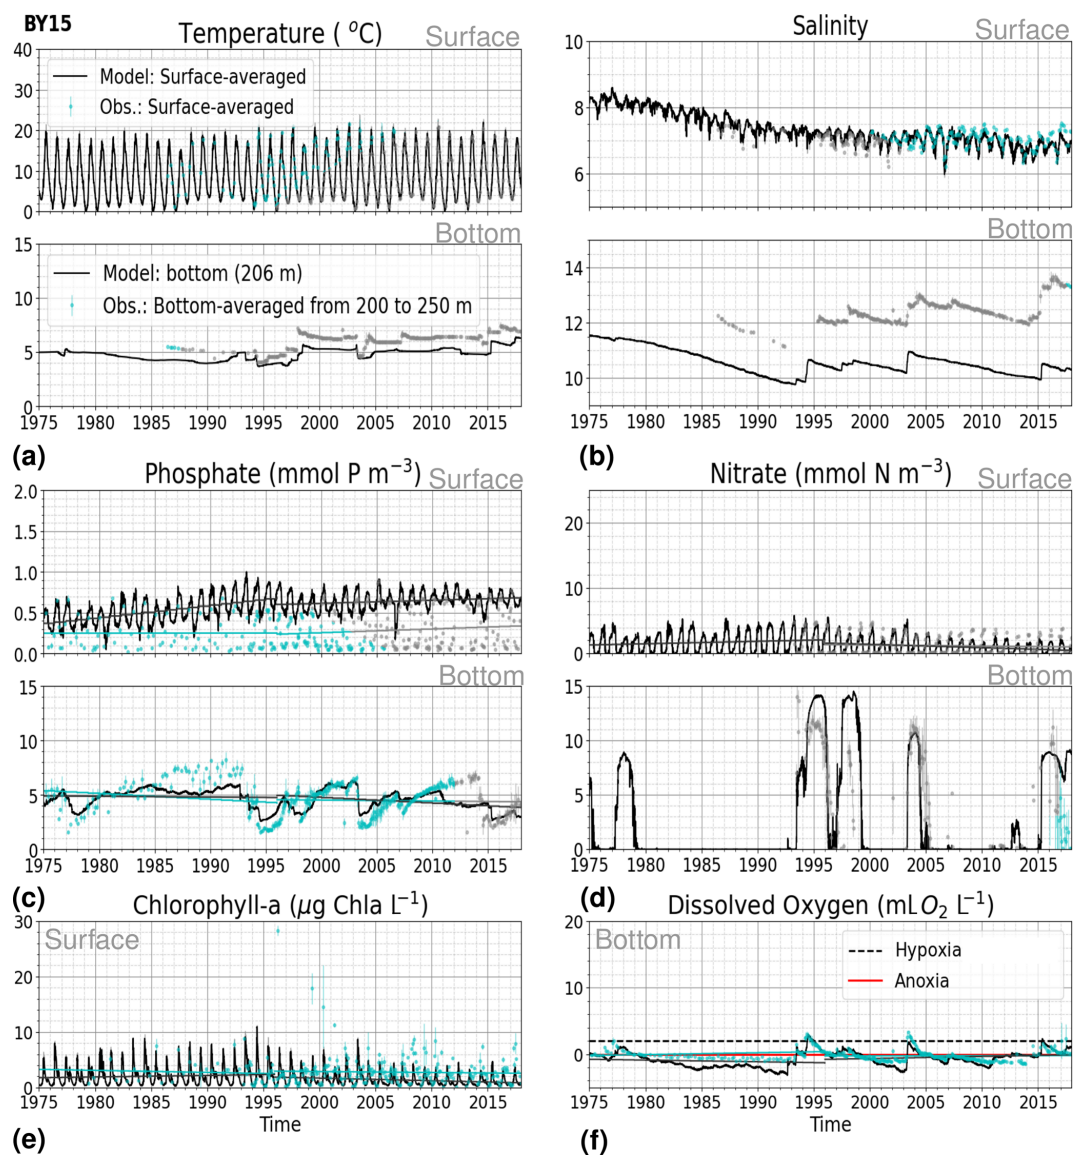 BY15
Temperature ( °C)
Surface
40
30
20
10
0
Model: Surface-averaged
Obs.: Surface-averaged
Bottom
15
10
5
0
Model: bottom (206 m)
Obs.: Bottom-averaged from 200 to 250 m
1975 1980 1985 1990 1995 2000 2005 2010 2015
(a)
Salinity
Surface
10
8
6
Bottom
14
12
10
1975 1980 1985 1990 1995 2000 2005 2010 2015
(b)
Phosphate (mmol P m⁻³)
Surface
2.0
1.5
1.0
0.5
0.0
Bottom
15
10
5
0
1975 1980 1985 1990 1995 2000 2005 2010 2015
(c)
Nitrate (mmol N m⁻³)
Surface
20
10
0
Bottom
15
10
5
0
1975 1980 1985 1990 1995 2000 2005 2010 2015
(d)
Chlorophyll-a (μg Chla L⁻¹)
Surface
30
20
10
0
1975 1980 1985 1990 1995 2000 2005 2010 2015
Time
(e)
Dissolved Oxygen (mLO₂ L⁻¹)
Bottom
20
10
0
Hypoxia
Anoxia
1975 1980 1985 1990 1995 2000 2005 2010 2015
Time
(f)